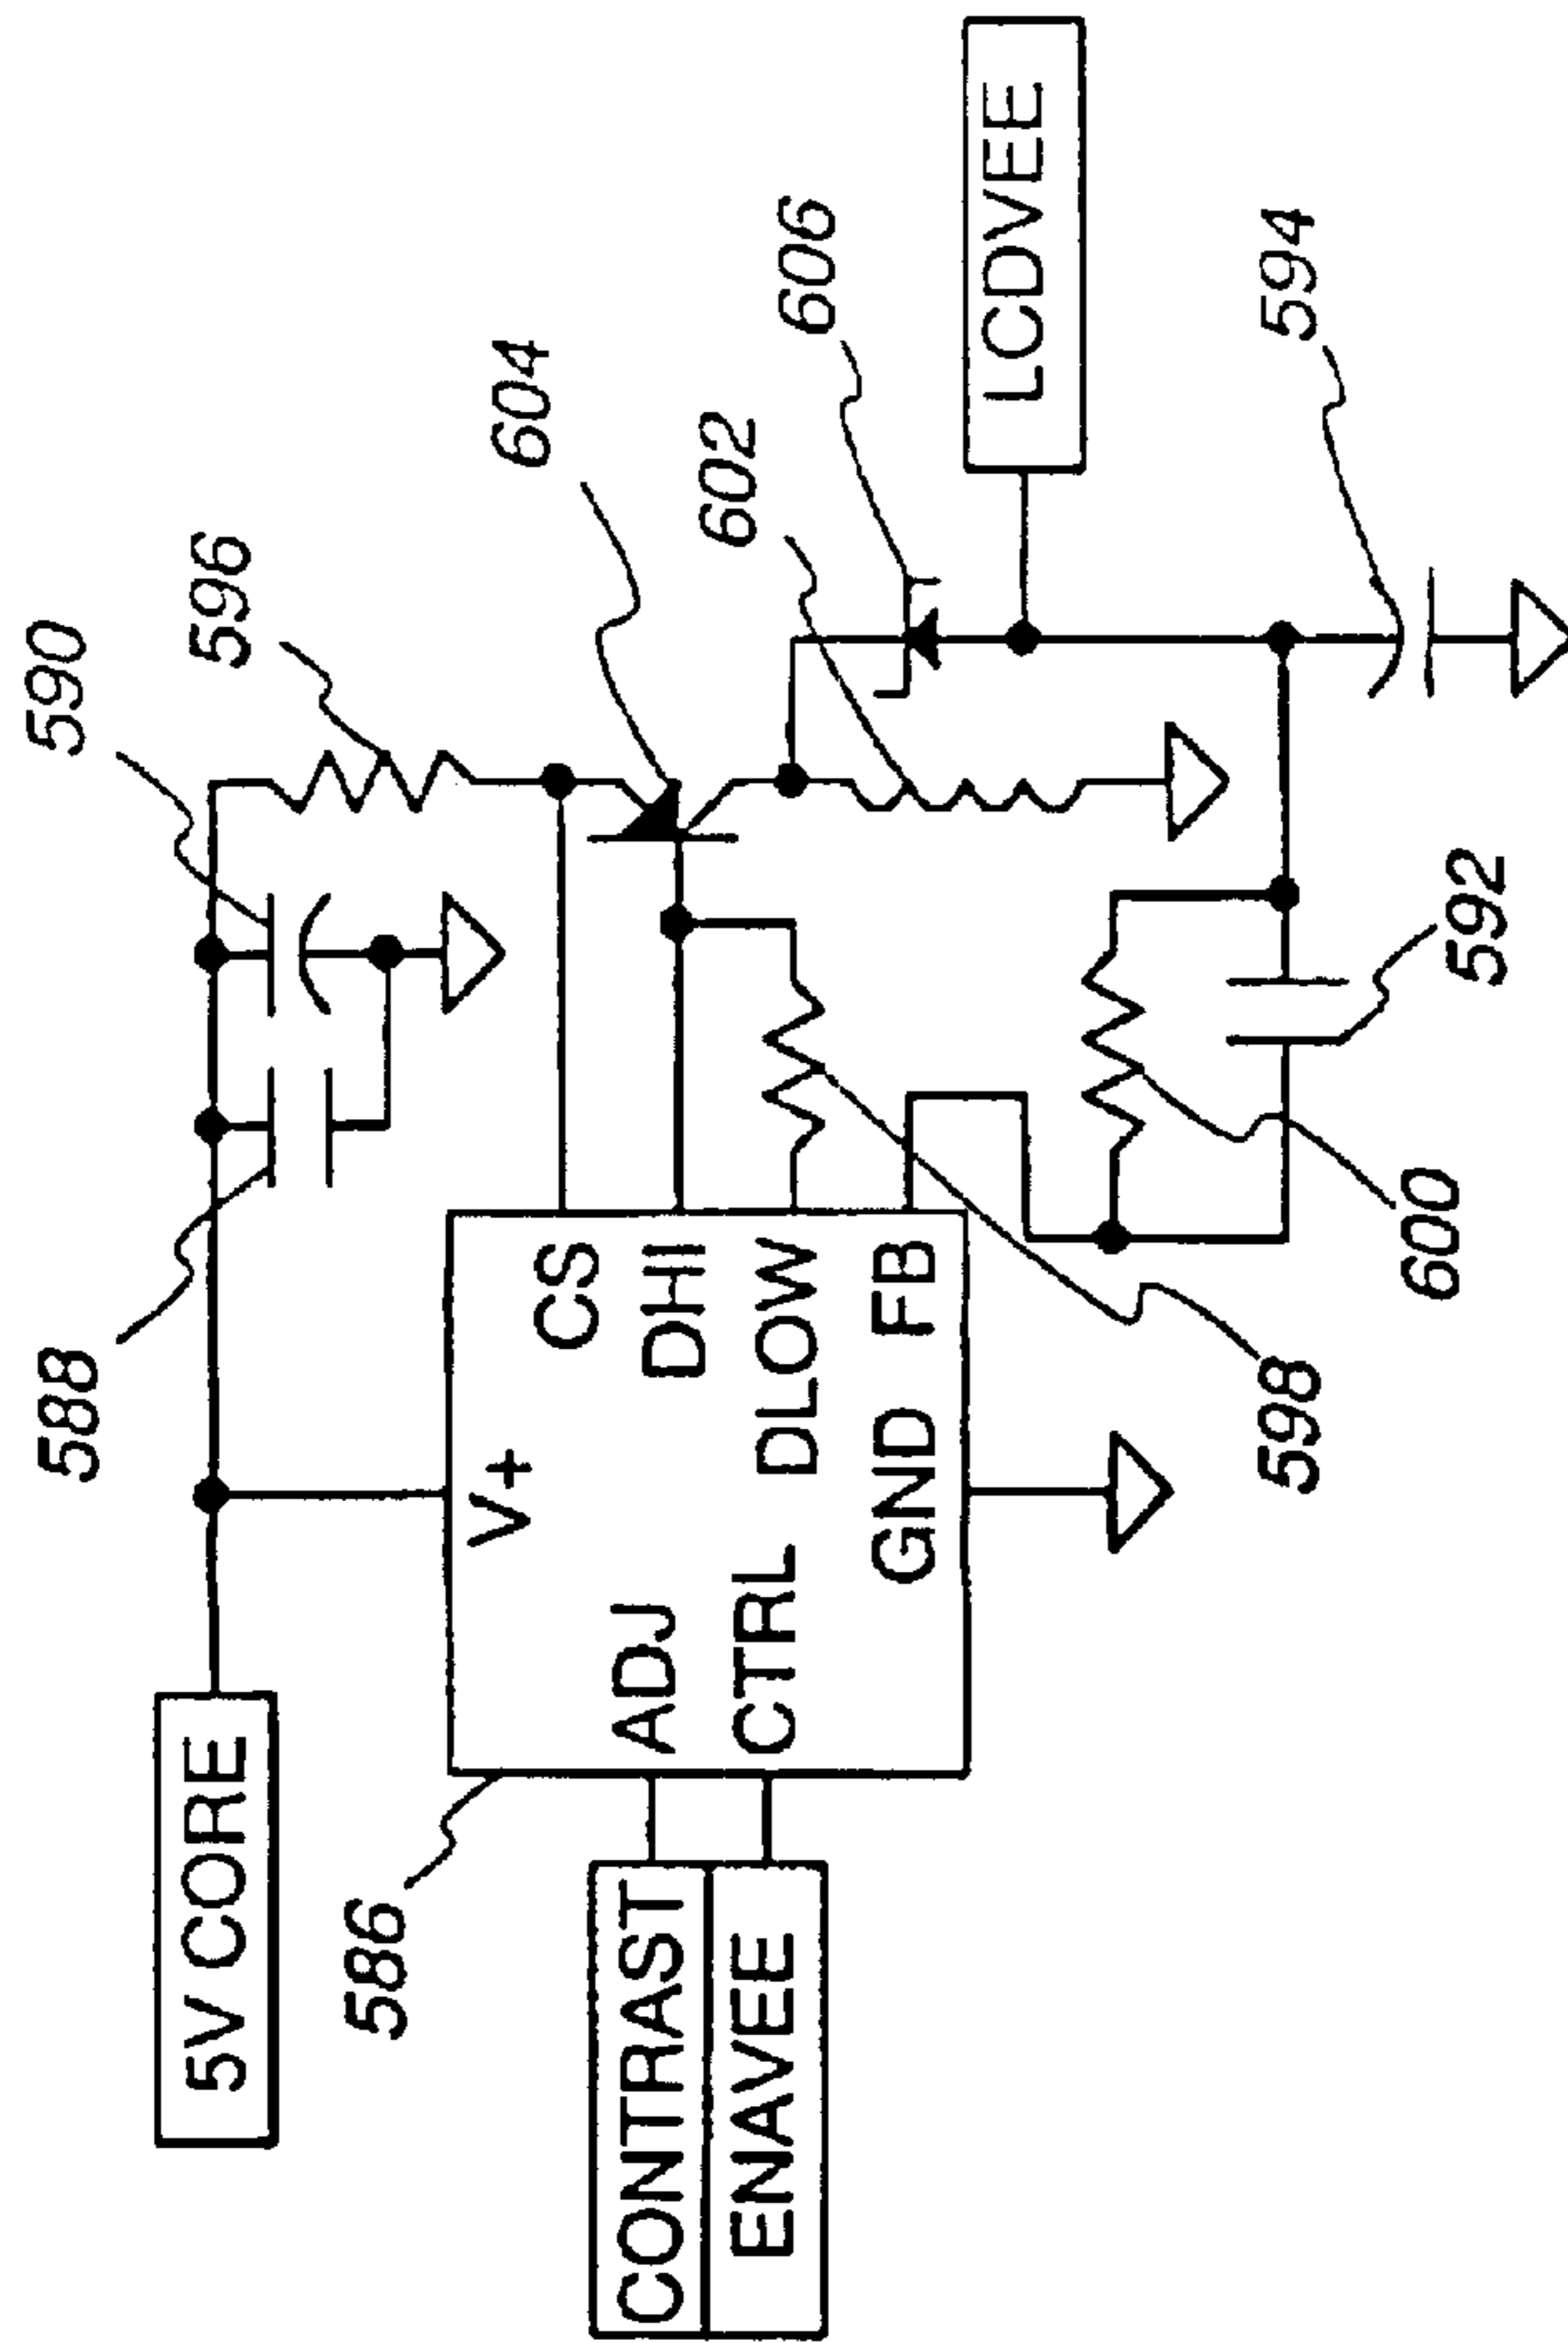 5V CORE
588
590
596
604
602
606
LCDVEE
594
586
V+
ADJ
CTRL
CS
DHI
DLOW
GND FB
CONTRAST
ENAVEE
598
600
592